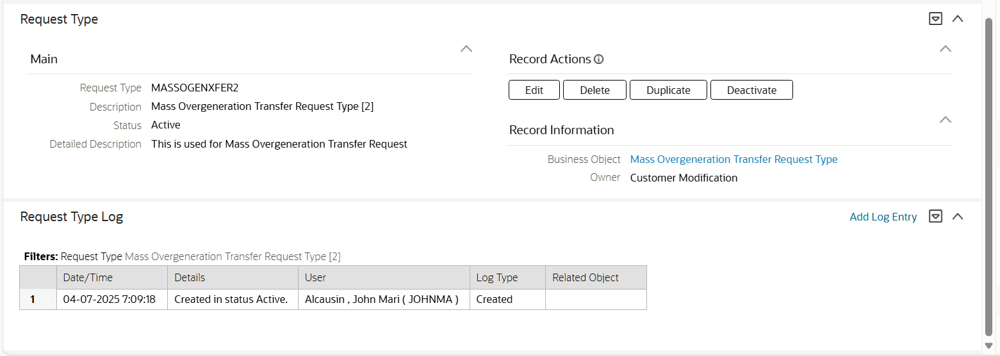 Request Type
Main
Request Type MASSOGENXFER2
Description Mass Overgeneration Transfer Request Type [2]
Status Active
Detailed Description This is used for Mass Overgeneration Transfer Request
Record Actions
Edit Delete Duplicate Deactivate
Record Information
Business Object Mass Overgeneration Transfer Request Type
Owner Customer Modification
Request Type Log
Add Log Entry
Filters: Request Type Mass Overgeneration Transfer Request Type [2]
Date/Time Details User Log Type Related Object
1 04-07-2025 7:09:18 Created in status Active. Alcausin , John Mari ( JOHNMA ) Created